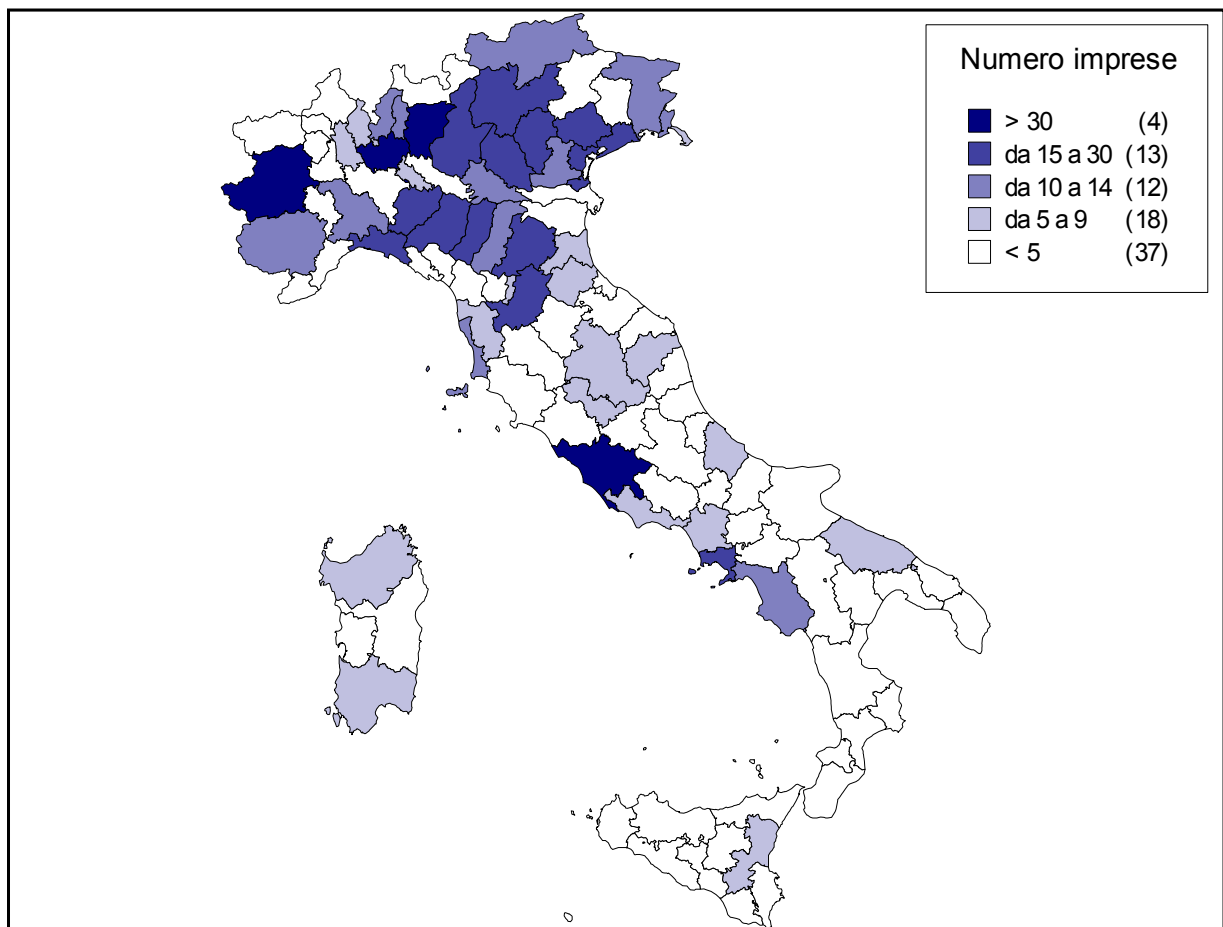 Numero imprese
> 30 (4)
da 15 a 30 (13)
da 10 a 14 (12)
da 5 a 9 (18)
< 5 (37)